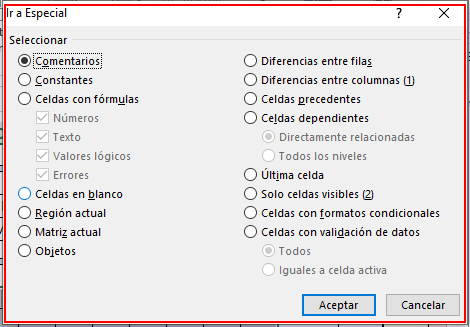 Ir a Especial
Seleccionar
Comentarios
Constantes
Celdas con fórmulas
Números
Texto
Valores lógicos
Errores
Celdas en blanco
Región actual
Matriz actual
Objetos
Diferencias entre filas
Diferencias entre columnas (1)
Celdas precedentes
Celdas dependientes
Directamente relacionadas
Todos los niveles
Última celda
Solo celdas visibles (2)
Celdas con formatos condicionales
Celdas con validación de datos
Todos
Iguales a celda activa
Aceptar
Cancelar